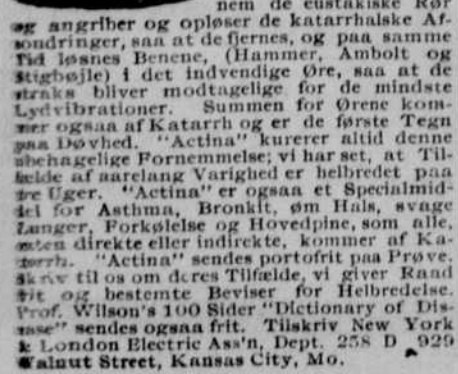 nem de eustakiske Rør
og angriber og opløser de katarrhalske Af-
sondringer, saa at de fjernes, og paa samme
Tid løsnes Benene, (Hammer, Ambolt og
Stigbøjle) i det indvendige Øre, saa at de
straks bliver modtagelige for de mindste
Lydvibrationer. Summen for Ørene kom-
mer ogsaa af Katarrh og er de første Tegn
paa Døvhed. "Actina" kurerer altid denne
ubehagelige Fornemmelse; vi har set, at Til-
fælde af aarelang Varighed er helbredet paa
tre Uger. "Actina" er ogsaa et Specialmid-
del for Asthma, Bronkit, øm Hals, svage
Lunger, Forkølelse og Hovedpine, som alle,
enten direkte eller indirekte, kommer af Ka-
tarrh. "Actina" sendes portofrit paa Prøve.
Skriv til os om deres Tilfælde, vi giver Raad
frit og bestemte Beviser for Helbredelse.
Prof. Wilson's 100 Sider "Dictionary of Dis-
ease" sendes ogsaa frit. Tilskriv New York
& London Electric Ass'n, Dept. 258 D 929
Walnut Street, Kansas City, Mo.